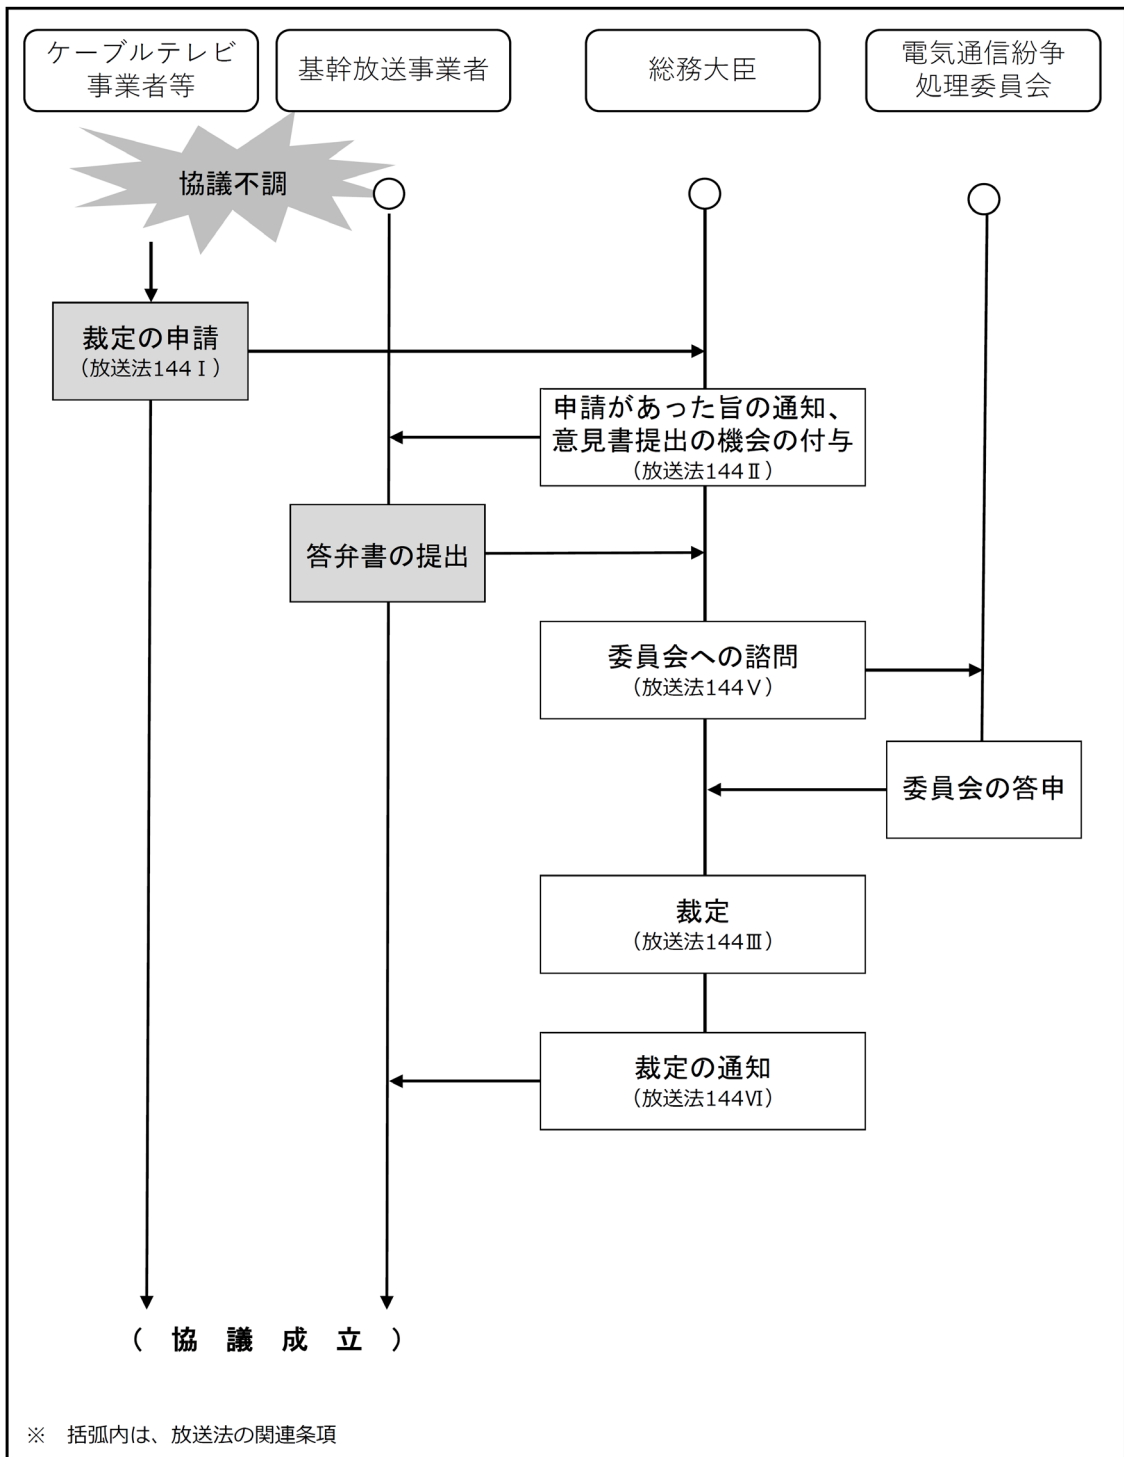 ケーブルテレビ
事業者等
基幹放送事業者
総務大臣
電気通信紛争
処理委員会
協議不調
裁定の申請
（放送法144Ⅰ）
申請があった旨の通知、
意見書提出の機会の付与
（放送法144Ⅱ）
答弁書の提出
委員会への諮問
（放送法144Ⅴ）
委員会の答申
裁定
（放送法144Ⅲ）
裁定の通知
（放送法144Ⅵ）
（ 協 議 成 立 ）
※　括弧内は、放送法の関連条項